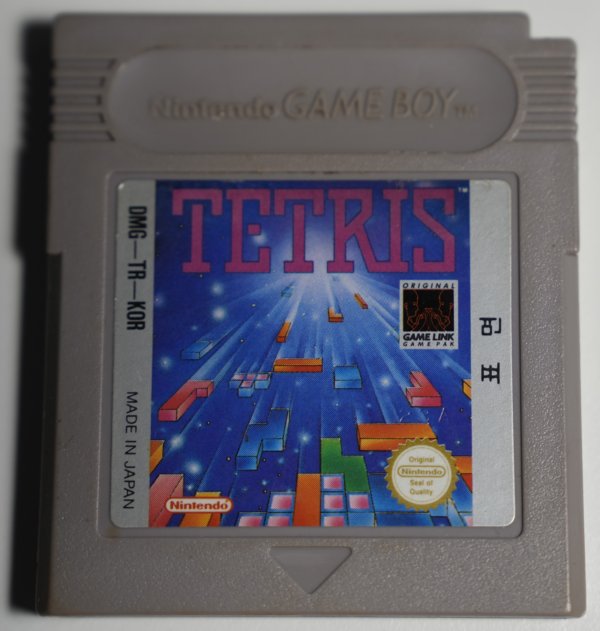 Nintendo GAME BOY TM
TETRIS™
DMG–TR–KOR
MADE IN JAPAN
ORIGINAL
GAME LINK
GAME PAK
Original
Nintendo
Seal of
Quality
Nintendo